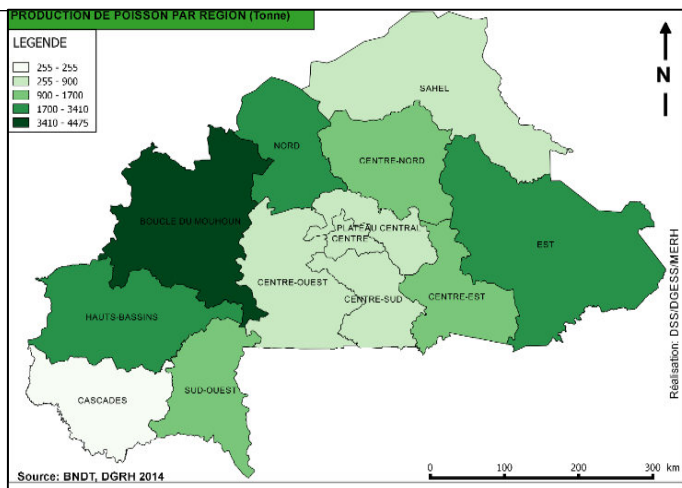 PRODUCTION DE POISSON PAR REGION (Tonne)
LEGENDE
255 - 255
255 - 900
900 - 1700
1700 - 3410
3410 - 4475
N
SAHEL
NORD
CENTRE-NORD
BOUCLE DU MOUHOUN
PLATEAU CENTRAL
CENTRE
EST
CENTRE-OUEST
CENTRE-SUD
CENTRE-EST
HAUTS-BASSINS
SUD-OUEST
CASCADES
Réalisation: DSS/DGESS/MERH
Source: BNDT, DGRH 2014
0 100 200 300 km